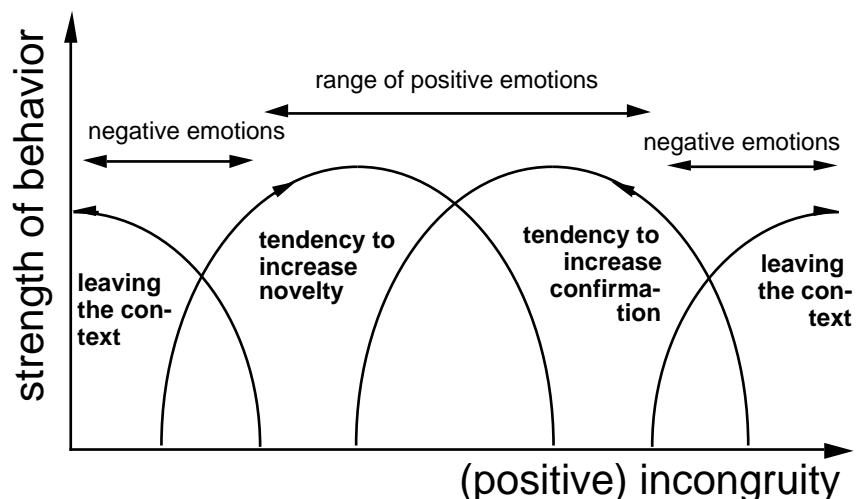 range of positive emotions
negative emotions
negative emotions
strength of behavior
tendency to
increase
novelty
tendency to
increase
confirma-
tion
leaving
the con-
text
leaving
the con-
text
(positive) incongruity